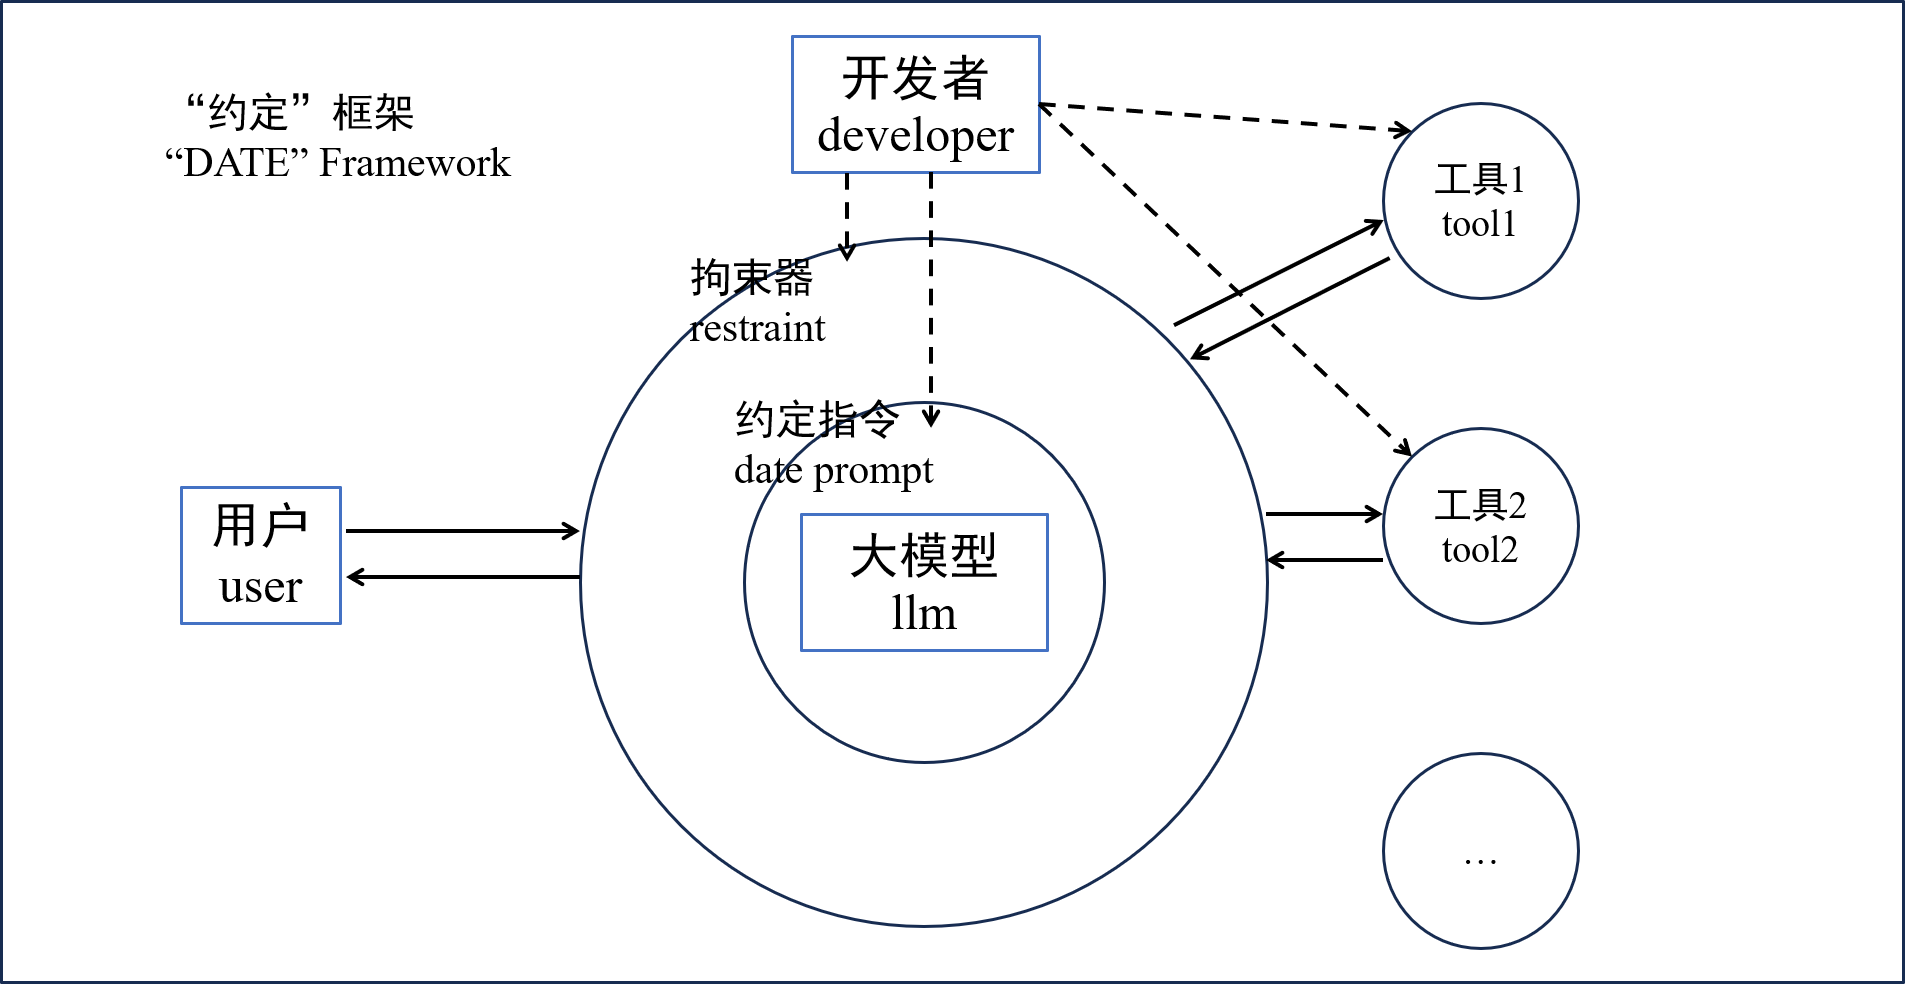 “约定”框架
“DATE” Framework
开发者
developer
工具1
tool1
拘束器
restraint
约定指令
date prompt
用户
user
大模型
llm
工具2
tool2
…